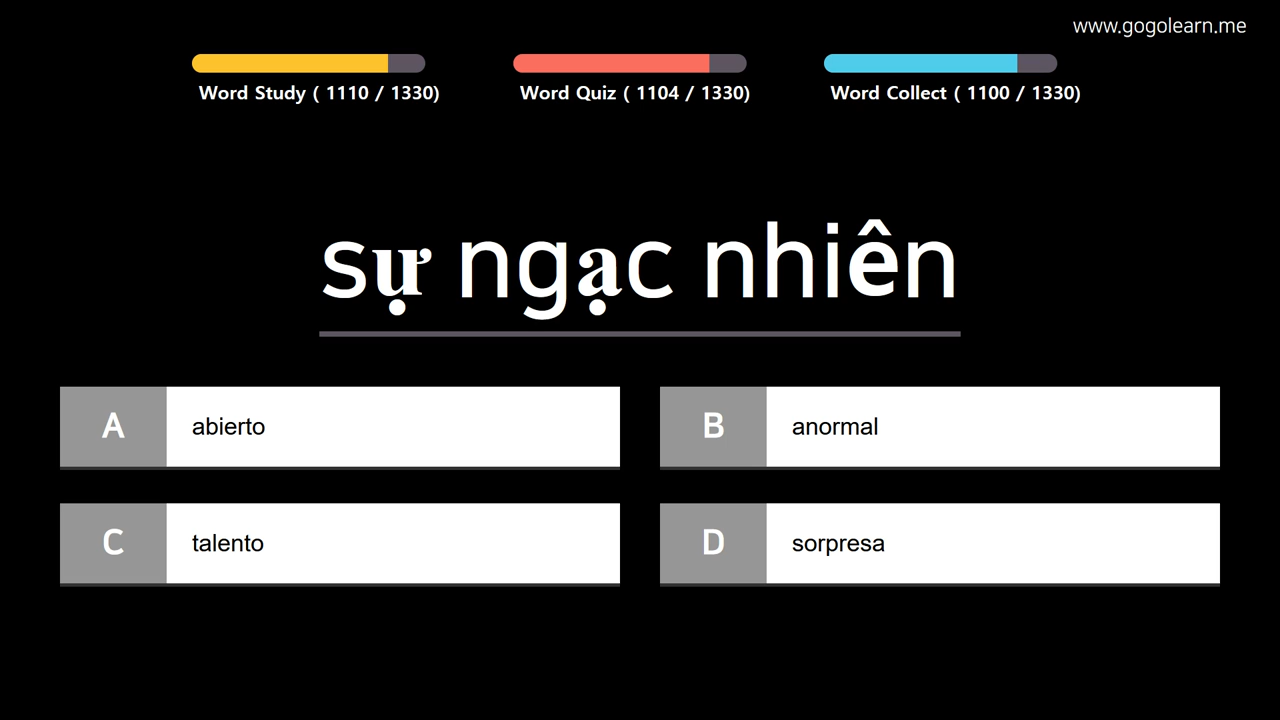 www.gogolearn.me
Word Study ( 1110 / 1330)
Word Quiz ( 1104 / 1330)
Word Collect ( 1100 / 1330)
sự ngạc nhiên
A abierto
B anormal
C talento
D sorpresa